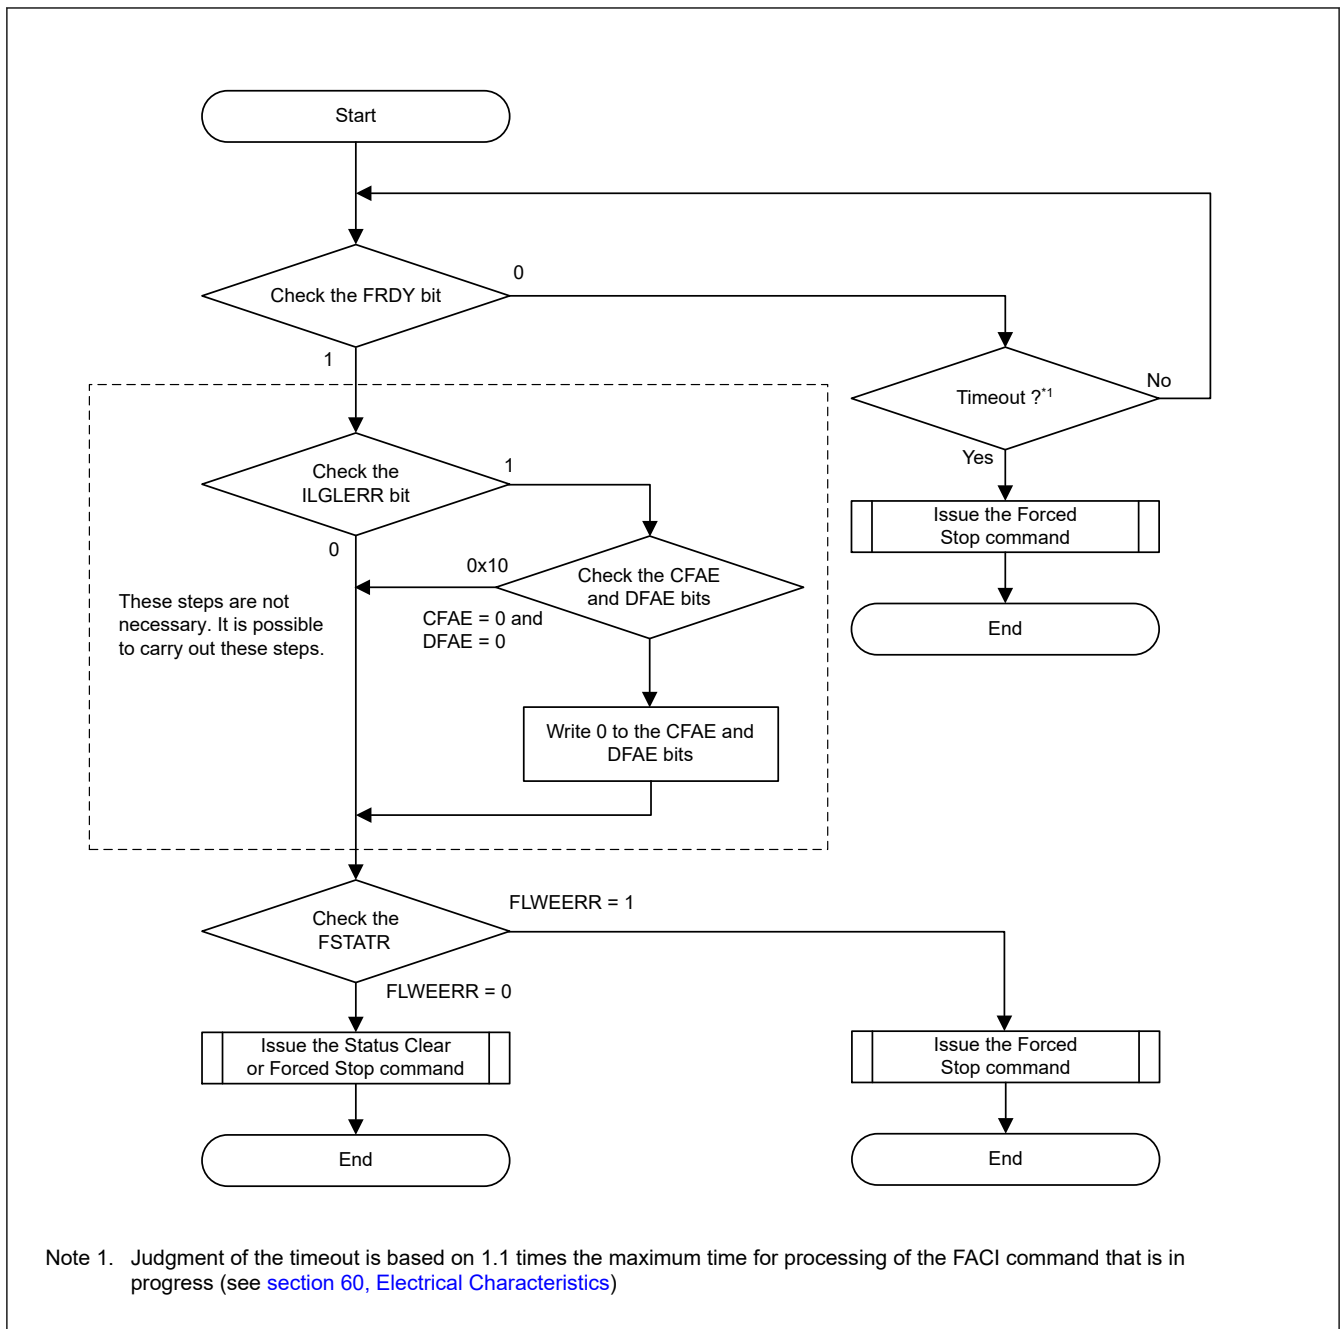 Start
0
Check the FRDY bit
1
No
Timeout ?*1
Yes
Check the
ILGLERR bit
1
0
Issue the Forced
Stop command
0x10
Check the CFAE
and DFAE bits
CFAE = 0 and
DFAE = 0
These steps are not
necessary. It is possible
to carry out these steps.
End
Write 0 to the CFAE and
DFAE bits
Check the
FSTATR
FLWEERR = 1
FLWEERR = 0
Issue the Status Clear
or Forced Stop command
Issue the Forced
Stop command
End
End
Note 1. Judgment of the timeout is based on 1.1 times the maximum time for processing of the FACI command that is in
progress (see section 60, Electrical Characteristics)